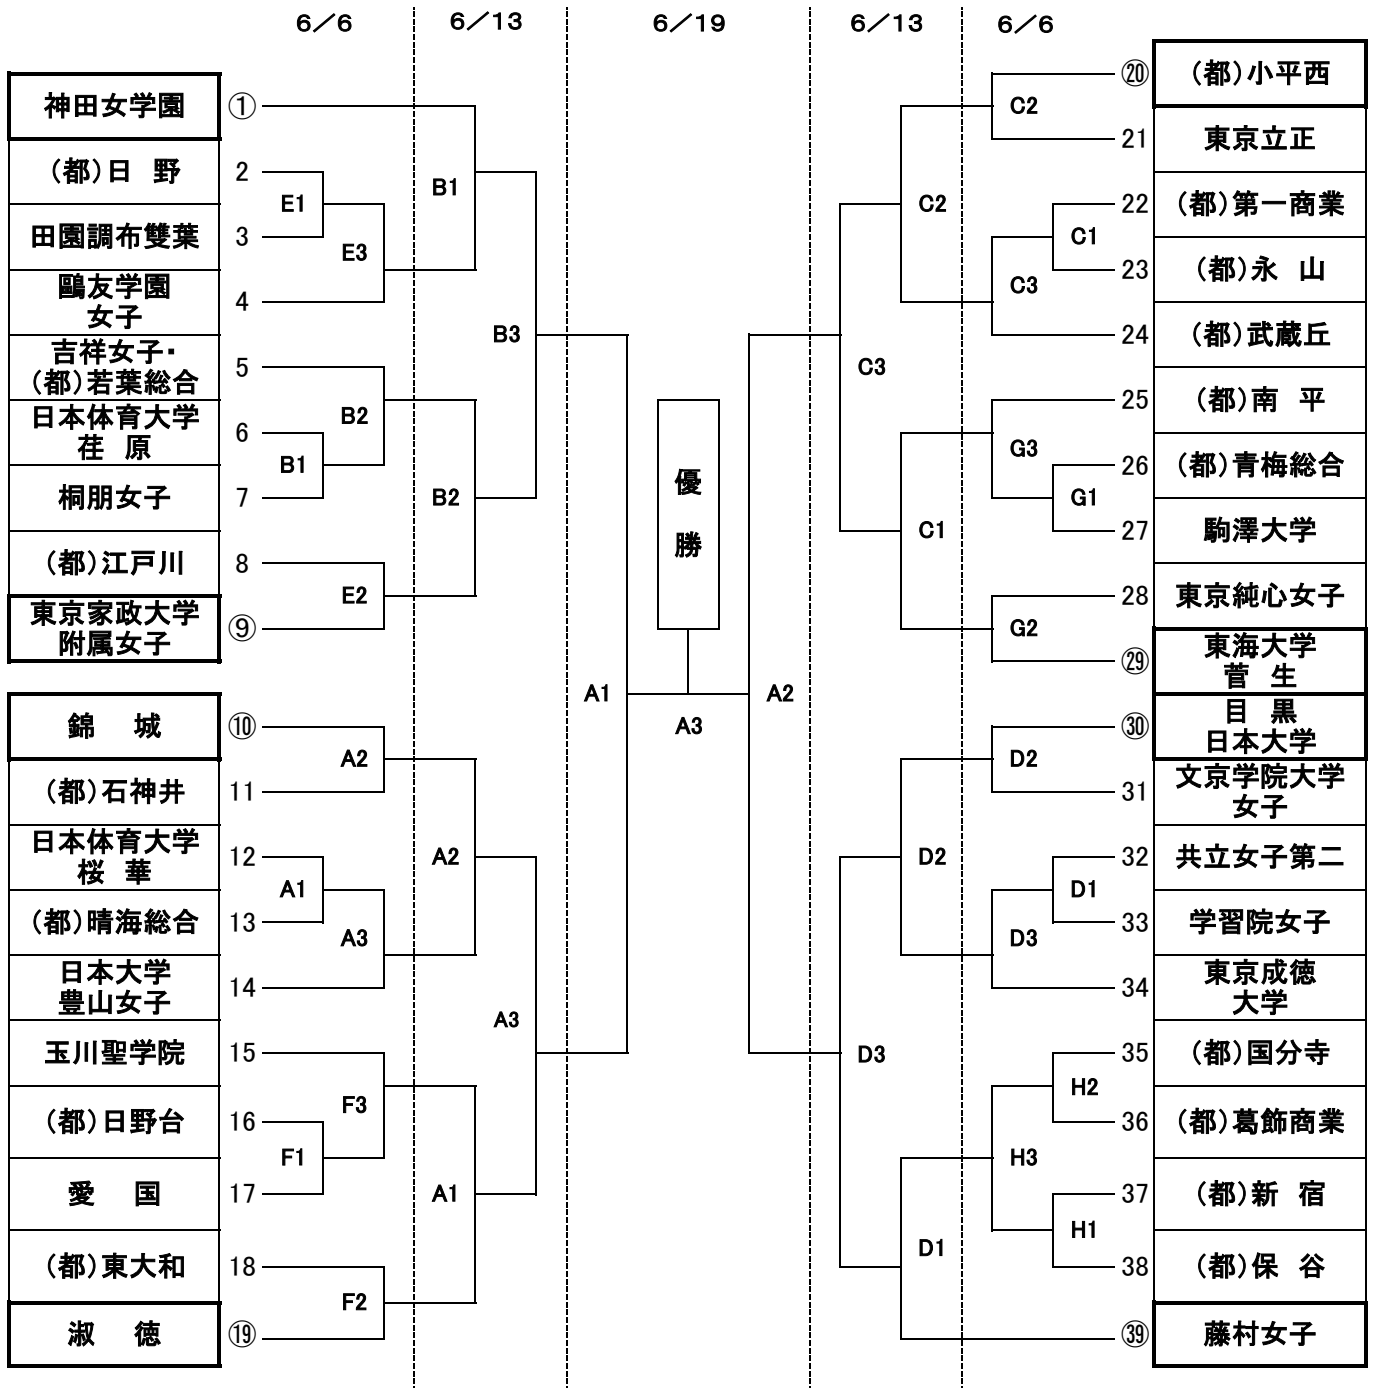 6／6
6／13
6／19
6／13
6／6
神田女学園
①
（都）日　野
2
田園調布雙葉
3
鷗友学園
女子
4
吉祥女子・
（都）若葉総合
5
日本体育大学
荏　原
6
桐朋女子
7
（都）江戸川
8
東京家政大学
附属女子
⑨
錦　城
⑩
（都）石神井
11
日本体育大学
桜　華
12
（都）晴海総合
13
日本大学
豊山女子
14
玉川聖学院
15
（都）日野台
16
愛　国
17
（都）東大和
18
淑　徳
⑲
E1
E3
B1
B1
B2
E2
B2
B3
A2
A1
A3
A2
F3
F1
F2
A1
A3
A1
優
勝
A3
A2
C3
D3
C2
C1
D2
D1
C2
C1
C3
G3
G1
G2
D2
D1
D3
H2
H3
H1
⑳
（都）小平西
21
東京立正
22
（都）第一商業
23
（都）永　山
24
（都）武蔵丘
25
（都）南　平
26
（都）青梅総合
27
駒澤大学
28
東京純心女子
㉙
東海大学
菅　生
㉚
目　黒
日本大学
31
文京学院大学
女子
32
共立女子第二
33
学習院女子
34
東京成徳
大学
35
（都）国分寺
36
（都）葛飾商業
37
（都）新　宿
38
（都）保　谷
㊴
藤村女子